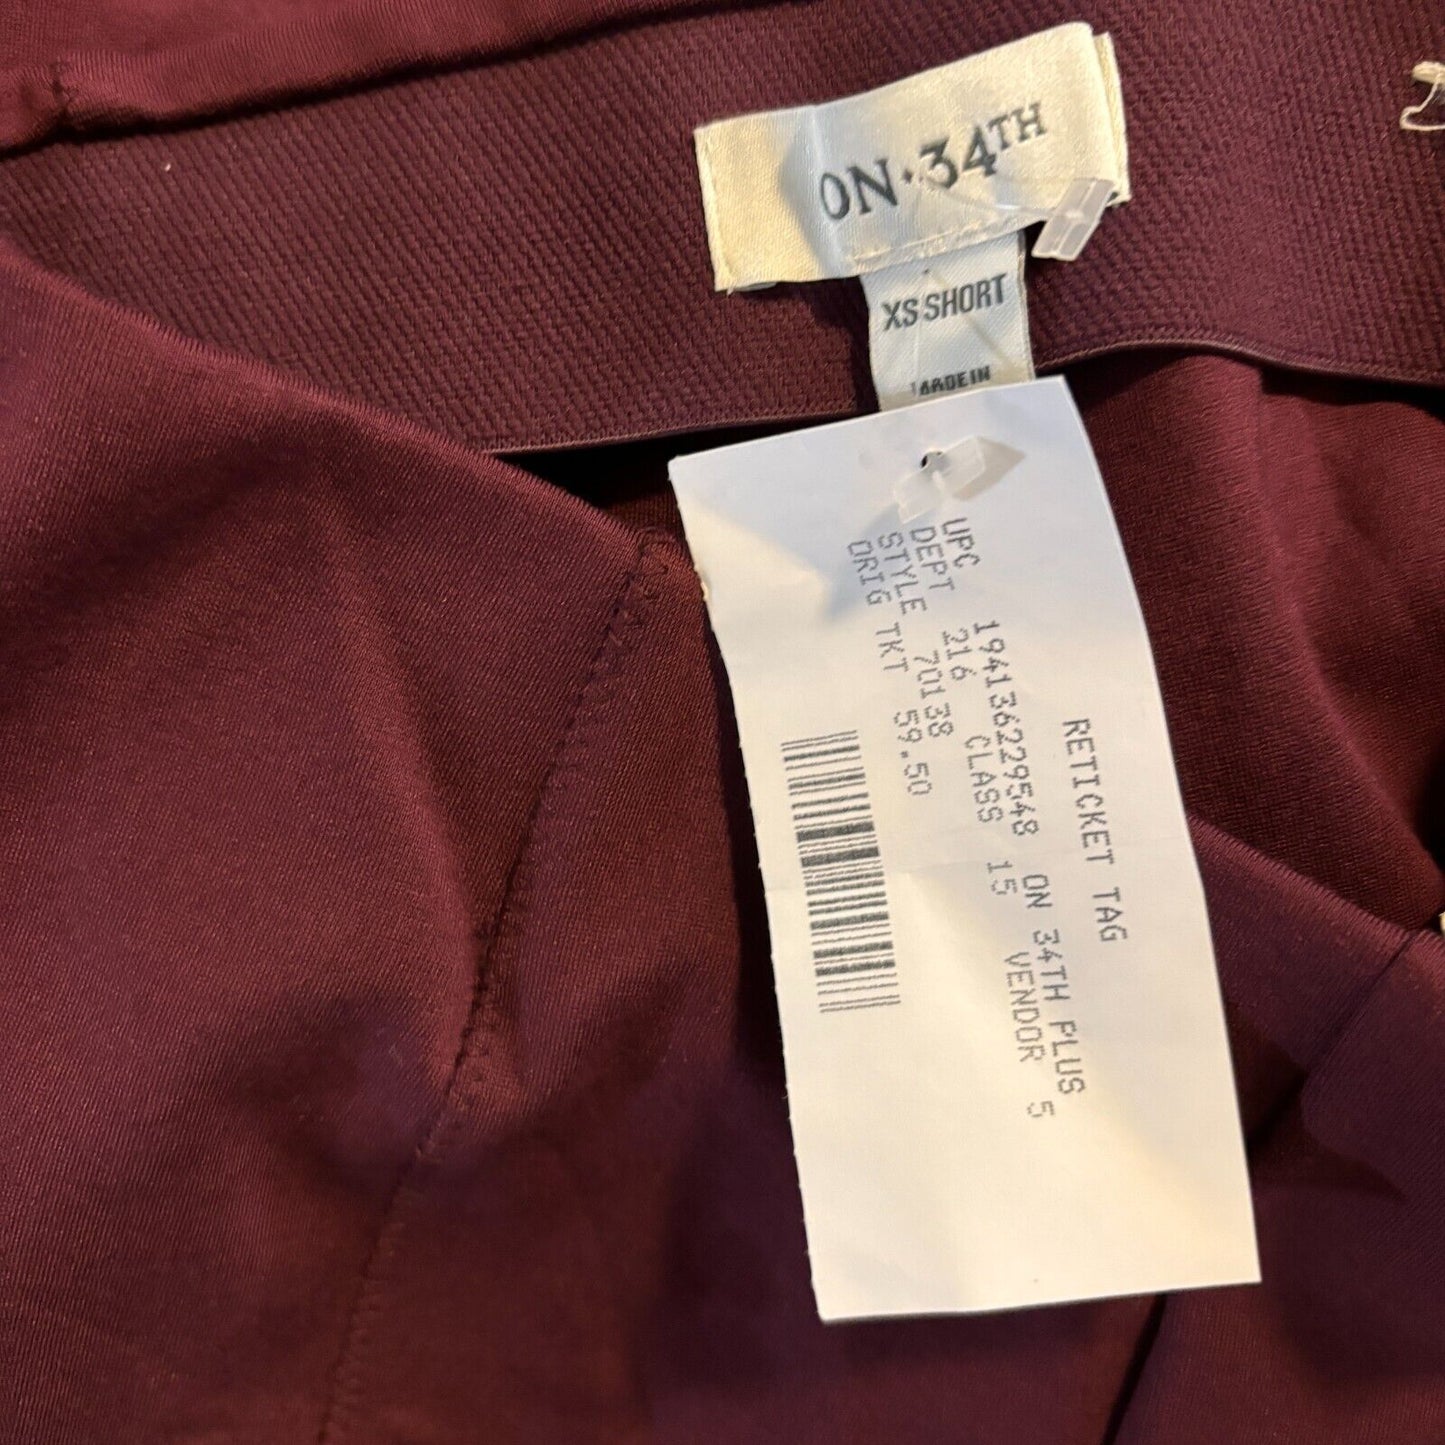 ON·34TH
XS SHORT
MADE IN
RETICKET TAG
UPC 194136229548 ON 34TH PLUS
DEPT 216 CLASS 15 VENDOR 5
STYLE 70138
ORIG TKT 59.50